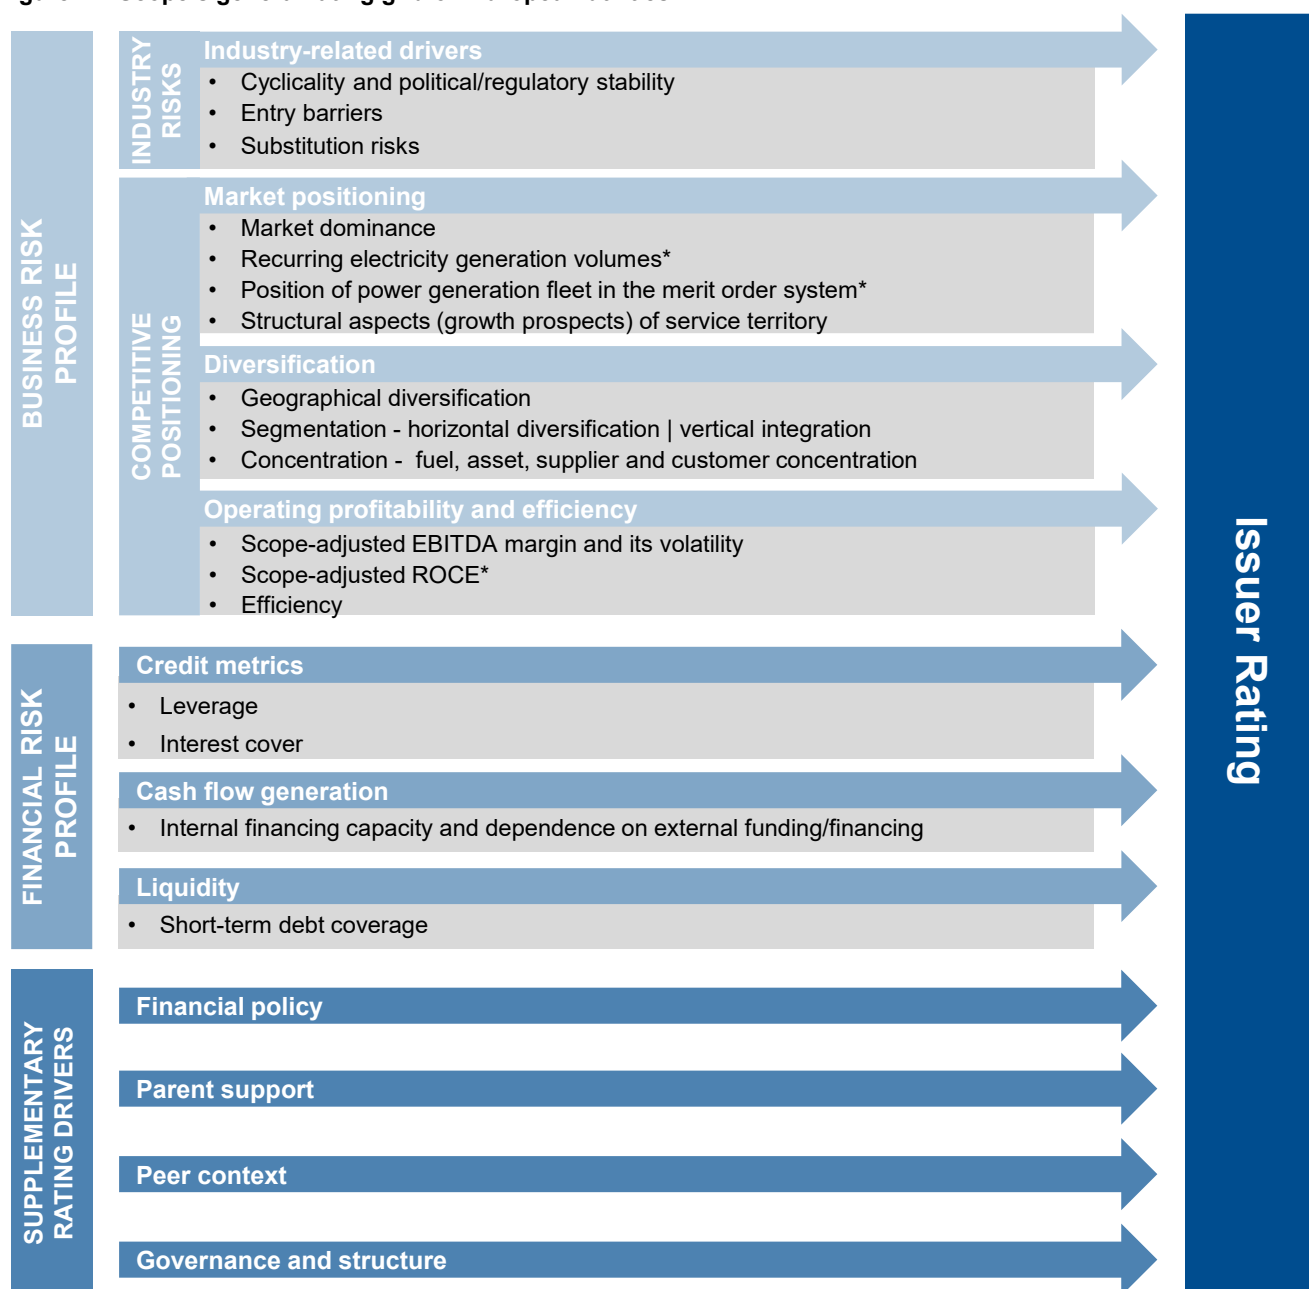 BUSINESS RISK
PROFILE
INDUSTRY
RISKS
Industry-related drivers
• Cyclicality and political/regulatory stability
• Entry barriers
• Substitution risks
COMPETITIVE
POSITIONING
Market positioning
• Market dominance
• Recurring electricity generation volumes*
• Position of power generation fleet in the merit order system*
• Structural aspects (growth prospects) of service territory
Diversification
• Geographical diversification
• Segmentation - horizontal diversification | vertical integration
• Concentration - fuel, asset, supplier and customer concentration
Operating profitability and efficiency
• Scope-adjusted EBITDA margin and its volatility
• Scope-adjusted ROCE*
• Efficiency
FINANCIAL RISK
PROFILE
Credit metrics
• Leverage
• Interest cover
Cash flow generation
• Internal financing capacity and dependence on external funding/financing
Liquidity
• Short-term debt coverage
SUPPLEMENTARY
RATING DRIVERS
Financial policy
Parent support
Peer context
Governance and structure
Issuer Rating